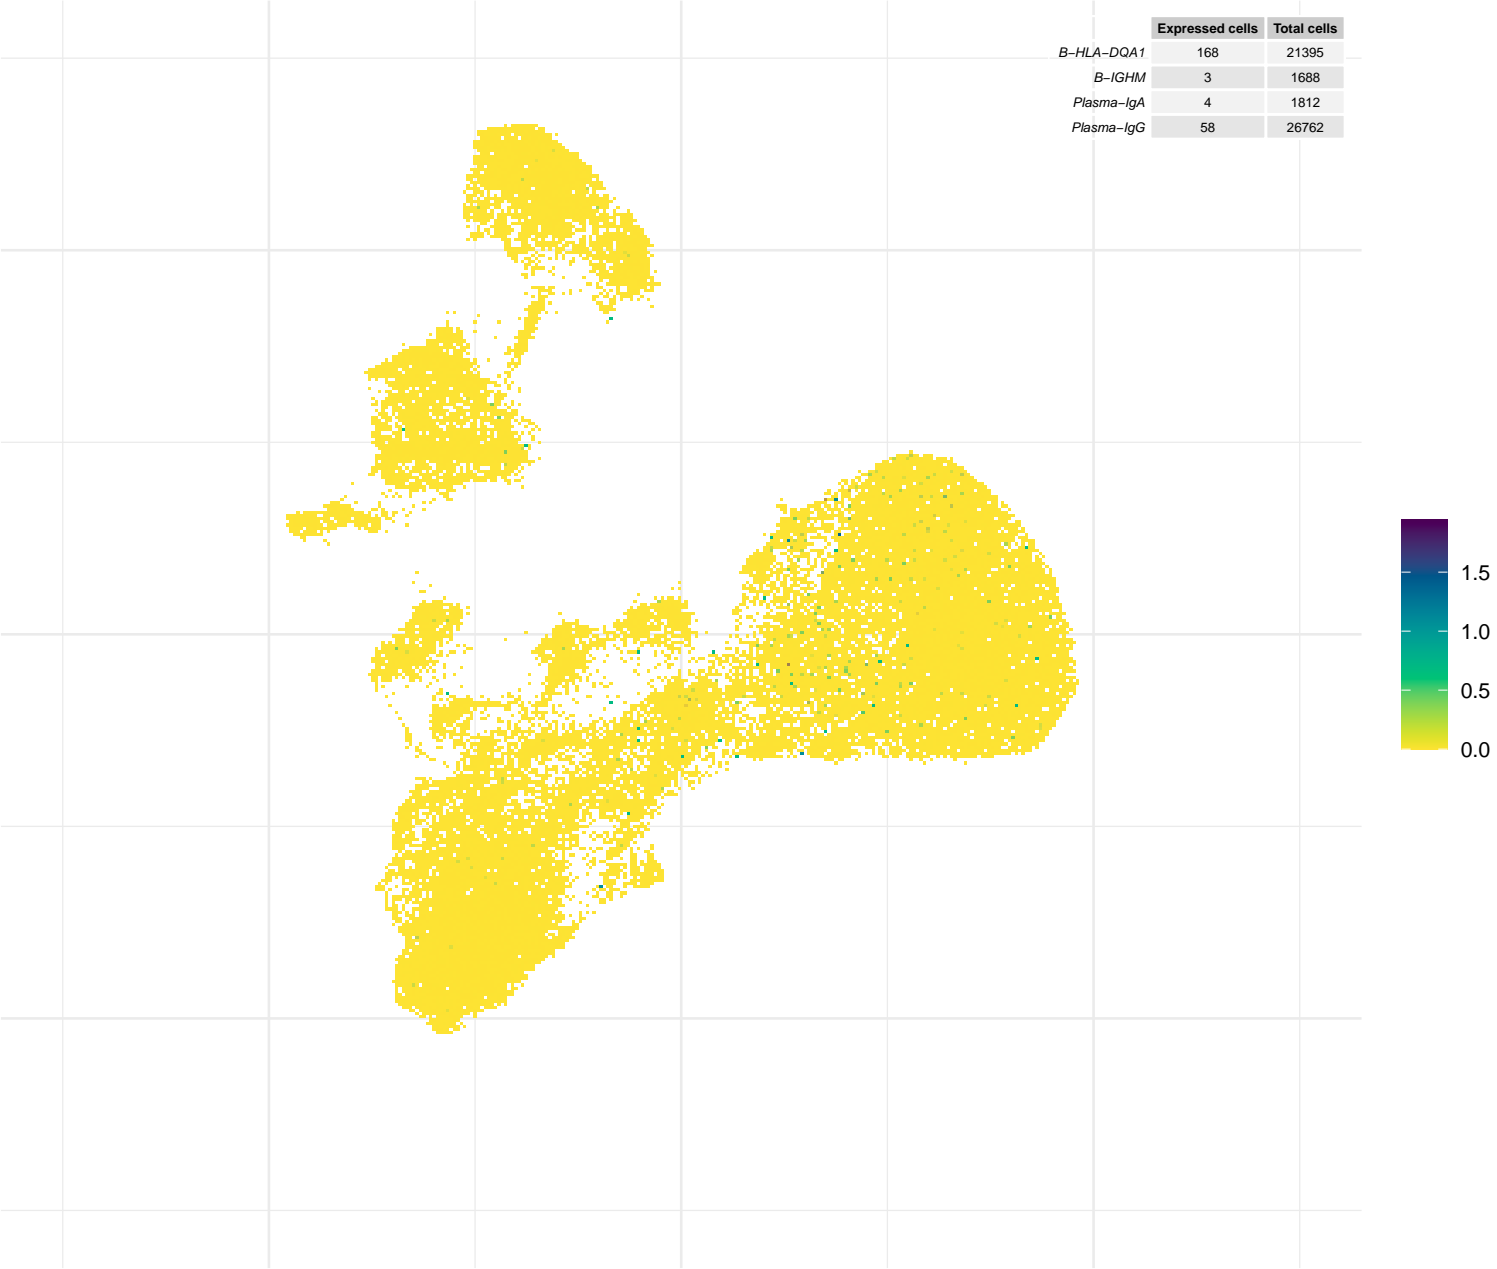 Expressed cells Total cells
B−HLA−DQA1 168 21395
B−IGHM 3 1688
Plasma−IgA 4 1812
Plasma−IgG 58 26762
1.5
1.0
0.5
0.0